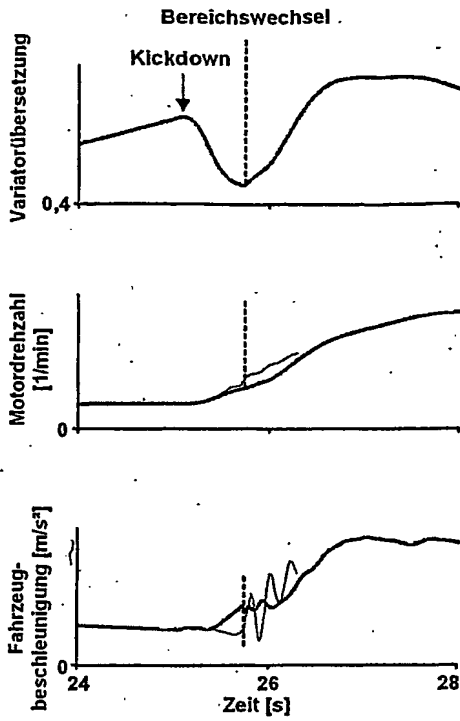 Bereichswechsel
Kickdown
Variatorübersetzung
0,4
Motordrehzahl
[1/min]
0
Fahrzeug-
beschleunigung [m/s²]
0
24
26
28
Zeit [s]